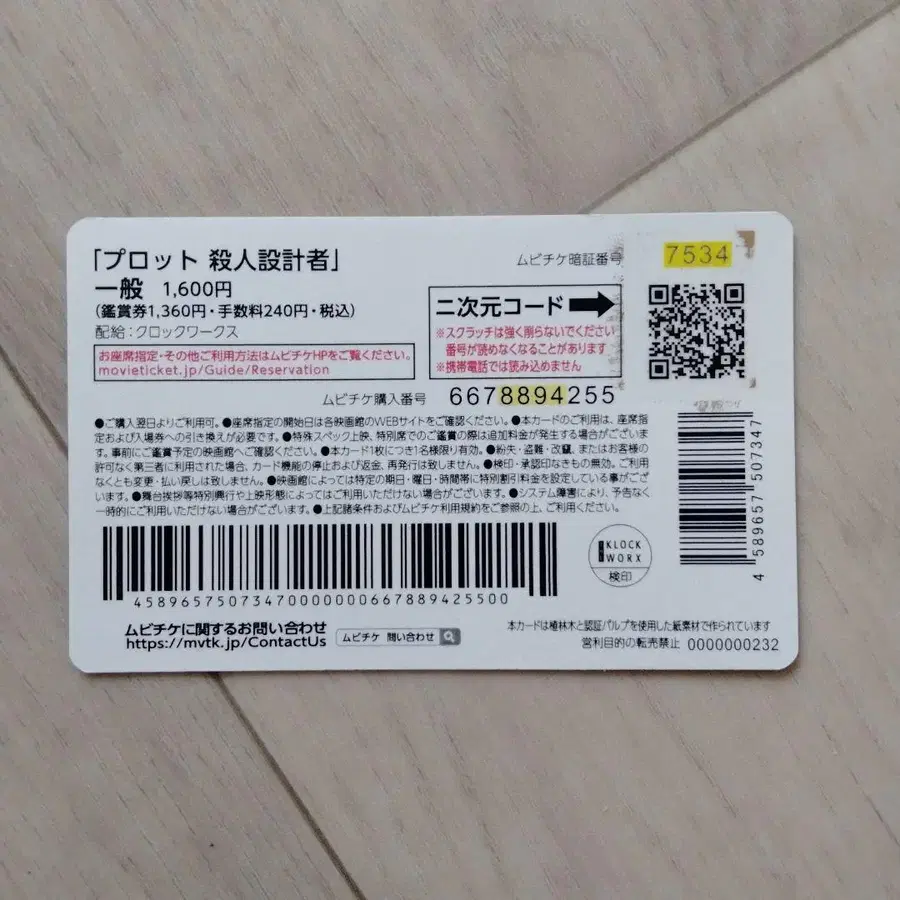 「プロット 殺人設計者」
一般 1,600円
(鑑賞券1,360円・手数料240円・税込)
配給:クロックワークス
お座席指定・その他ご利用方法はムビチケHPをご覧ください。
movieticket.jp/Guide/Reservation
ムビチケ暗証番号
7534
二次元コード
※スクラッチは強く削らないでください
番号が読めなくなることがあります
※携帯電話では読み込めません
ムビチケ購入番号 6678894255
●ご購入翌日よりご利用可。●座席指定の開始日は各映画館のWEBサイトをご確認ください。●本カードのご利用は、座席指
定および入場券への引き換えが必要です。●特殊スペック上映、特別席でのご鑑賞の際は追加料金が発生する場合がございま
す。事前にご鑑賞予定の映画館へご確認ください。●本カード1枚につき1名様限り有効。●紛失・盗難・改竄、またはお客様の
許可なく第三者に利用された場合、カード機能の停止および返金、再発行は致しません。●検印・承認印なきもの無効。ご利用
なくとも変更・払い戻しは致しません。●映画館によっては特定の期日・曜日・時間帯に特別割引料金を設定している事がござい
ます。●舞台挨拶等特別興行や上映形態によってはご利用いただけない場合がございます。●システム障害により、予告なく
一時的にご利用いただけない場合がございます。●上記諸条件およびムビチケ利用規約をご参照の上、ご利用ください。
4589657507347000000066788942550​0
KLOCK
WORX
検印
4 589657 507347
ムビチケに関するお問い合わせ
https://mvtk.jp/ContactUs
ムビチケ 問い合わせ
本カードは植林木と認証パルプを使用した紙素材で作られています
営利目的の転売禁止 0000000232